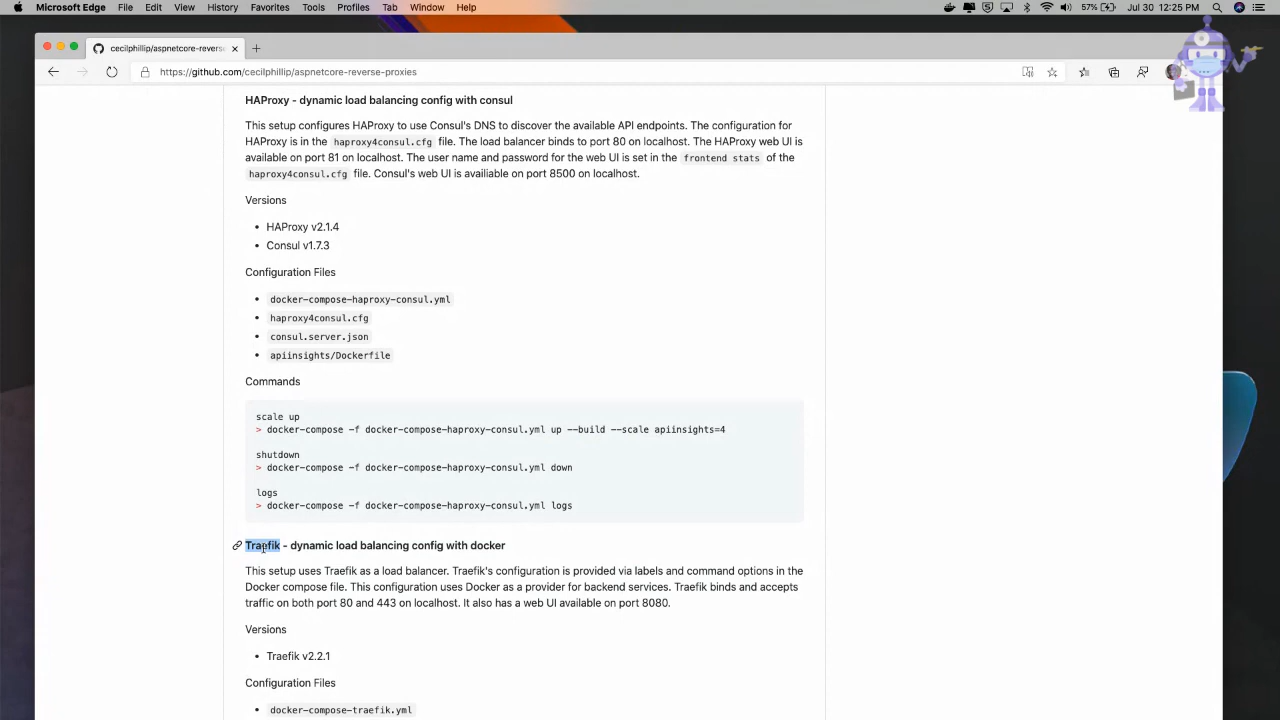 Microsoft Edge File Edit View History Favorites Tools Profiles Tab Window Help 57% Jul 30 12:25 PM
cecilphillip/aspnetcore-reverse-
https://github.com/cecilphillip/aspnetcore-reverse-proxies
HAProxy - dynamic load balancing config with consul
This setup configures HAProxy to use Consul's DNS to discover the available API endpoints. The configuration for
HAProxy is in the haproxy4consul.cfg file. The load balancer binds to port 80 on localhost. The HAProxy web UI is
available on port 81 on localhost. The user name and password for the web UI is set in the frontend stats of the
haproxy4consul.cfg file. Consul's web UI is availiable on port 8500 on localhost.
Versions
• HAProxy v2.1.4
• Consul v1.7.3
Configuration Files
• docker-compose-haproxy-consul.yml
• haproxy4consul.cfg
• consul.server.json
• apiinsights/Dockerfile
Commands
scale up
> docker-compose -f docker-compose-haproxy-consul.yml up --build --scale apiinsights=4
shutdown
> docker-compose -f docker-compose-haproxy-consul.yml down
logs
> docker-compose -f docker-compose-haproxy-consul.yml logs
Traefik - dynamic load balancing config with docker
This setup uses Traefik as a load balancer. Traefik's configuration is provided via labels and command options in the
Docker compose file. This configuration uses Docker as a provider for backend services. Traefik binds and accepts
traffic on both port 80 and 443 on localhost. It also has a web UI available on port 8080.
Versions
• Traefik v2.2.1
Configuration Files
• docker-compose-traefik.yml